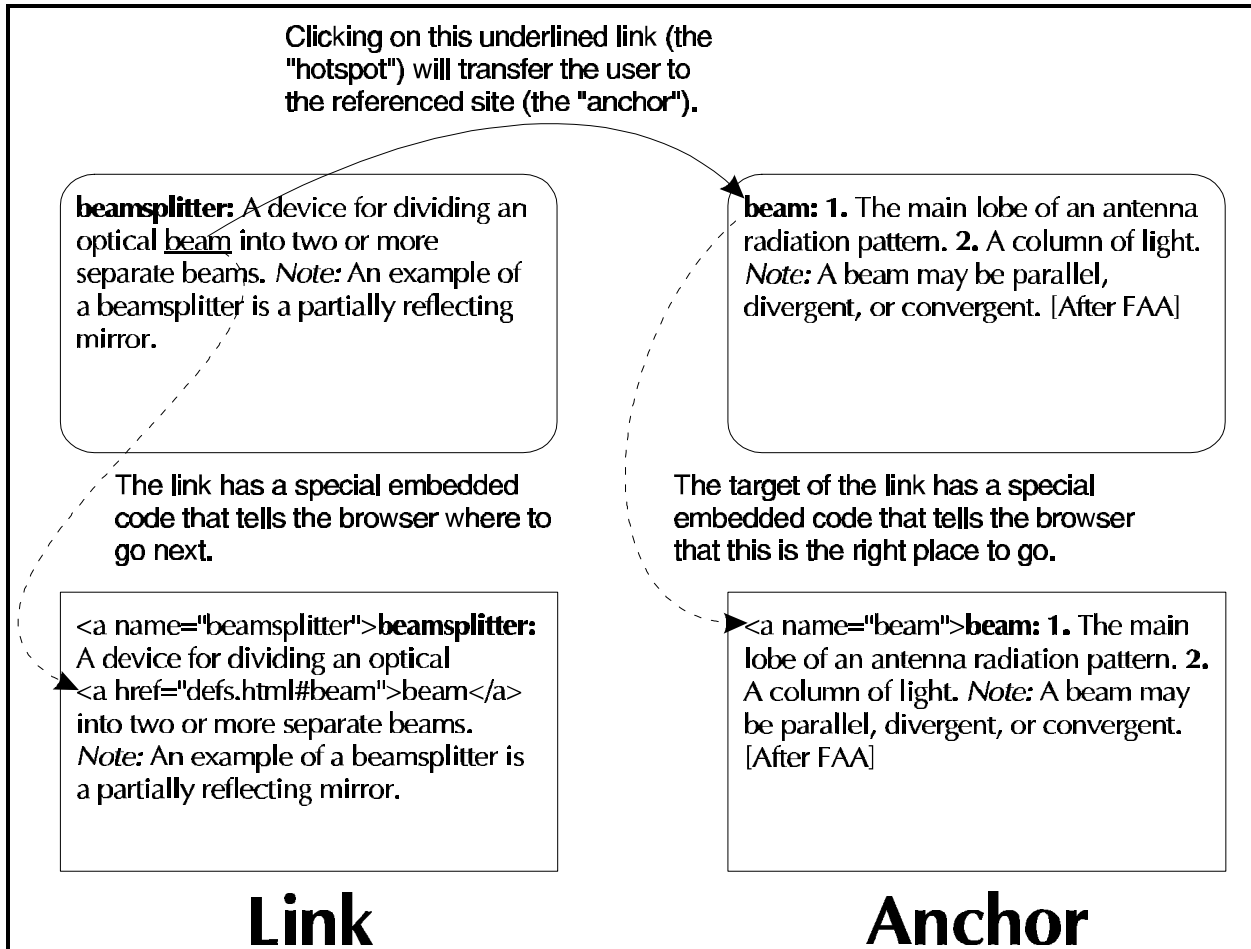 Clicking on this underlined link (the
"hotspot") will transfer the user to
the referenced site (the "anchor").
beamsplitter: A device for dividing an
optical beam into two or more
separate beams. Note: An example of
a beamsplitter is a partially reflecting
mirror.
beam: 1. The main lobe of an antenna
radiation pattern. 2. A column of light.
Note: A beam may be parallel,
divergent, or convergent. [After FAA]
The link has a special embedded
code that tells the browser where to
go next.
The target of the link has a special
embedded code that tells the browser
that this is the right place to go.
<a name="beamsplitter">beamsplitter:
A device for dividing an optical
<a href="defs.html#beam">beam</a>
into two or more separate beams.
Note: An example of a beamsplitter is
a partially reflecting mirror.
<a name="beam">beam: 1. The main
lobe of an antenna radiation pattern. 2.
A column of light. Note: A beam may
be parallel, divergent, or convergent.
[After FAA]
Link
Anchor